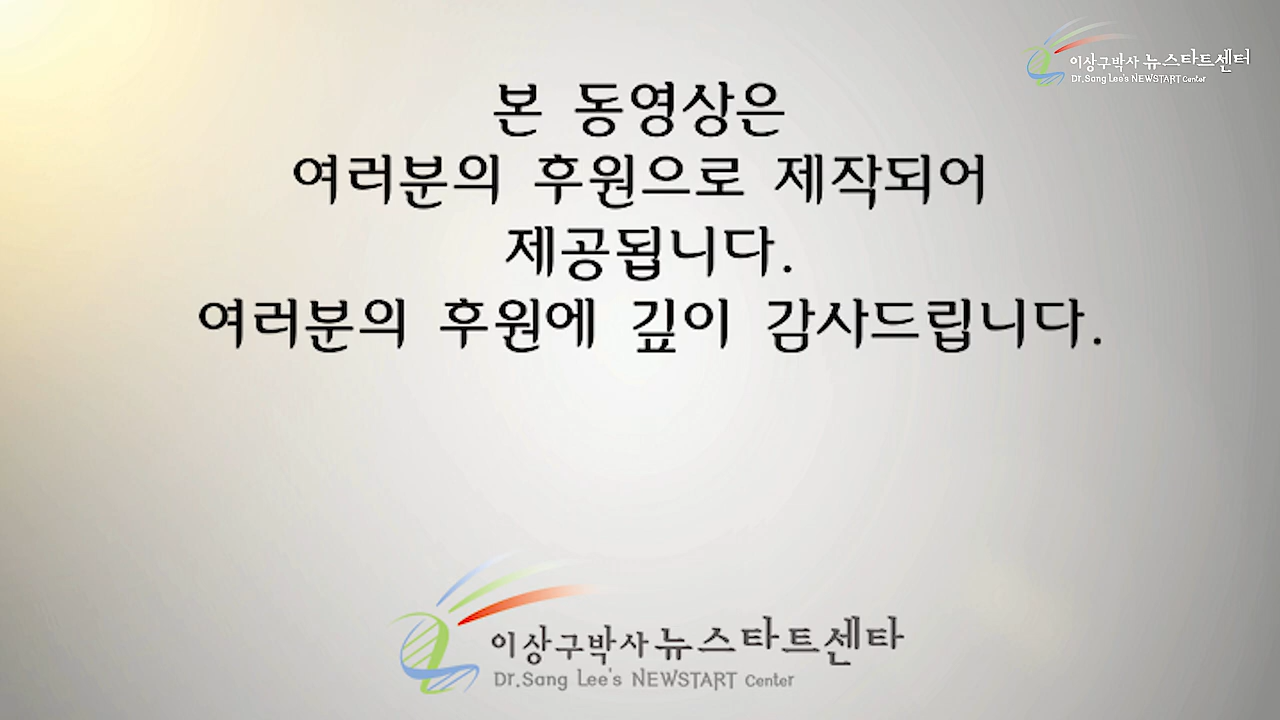 이상구박사 뉴스타트센터
Dr.Sang Lee's NEWSTART Center
본 동영상은
여러분의 후원으로 제작되어
제공됩니다.
여러분의 후원에 깊이 감사드립니다.
이상구박사 뉴스타트센타
Dr.Sang Lee's NEWSTART Center